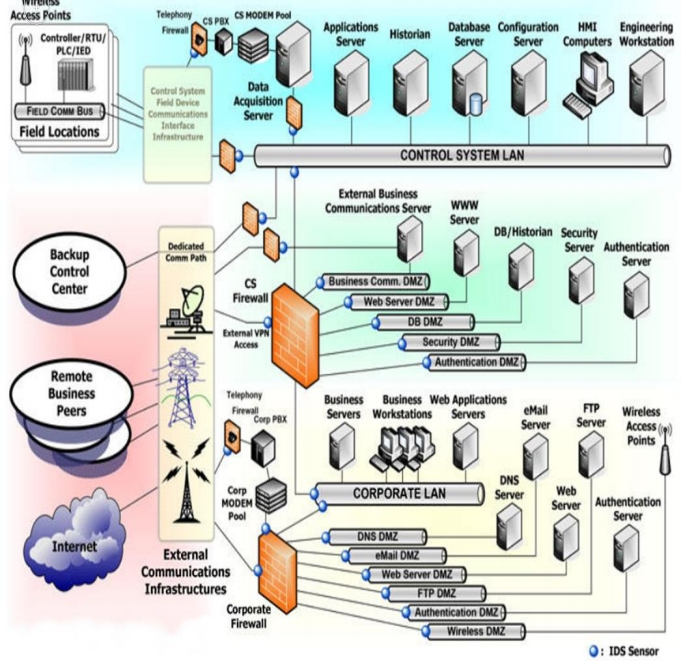 Wireless
Access Points
Controller/RTU/
PLC/IED
FIELD COMM BUS
Field Locations
Control System
Field Device
Communications
Interface
Infrastructure
Telephony
Firewall
CS PBX
CS MODEM Pool
Data
Acquisition
Server
Applications
Server
Historian
Database
Server
Configuration
Server
HMI
Computers
Engineering
Workstation
CONTROL SYSTEM LAN
Backup
Control
Center
Dedicated
Comm Path
CS
Firewall
External VPN
Access
External Business
Communications Server
WWW
Server
DB/Historian
Security
Server
Authentication
Server
Business Comm. DMZ
Web Server DMZ
DB DMZ
Security DMZ
Authentication DMZ
Remote
Business
Peers
Internet
External
Communications
Infrastructures
Telephony
Firewall
Corp PBX
Corp
MODEM
Pool
Corporate
Firewall
Business
Servers
Business
Workstations
Web Applications
Servers
CORPORATE LAN
eMail
Server
FTP
Server
Wireless
Access
Points
DNS
Server
Web
Server
Authentication
Server
DNS DMZ
eMail DMZ
Web Server DMZ
FTP DMZ
Authentication DMZ
Wireless DMZ
: IDS Sensor